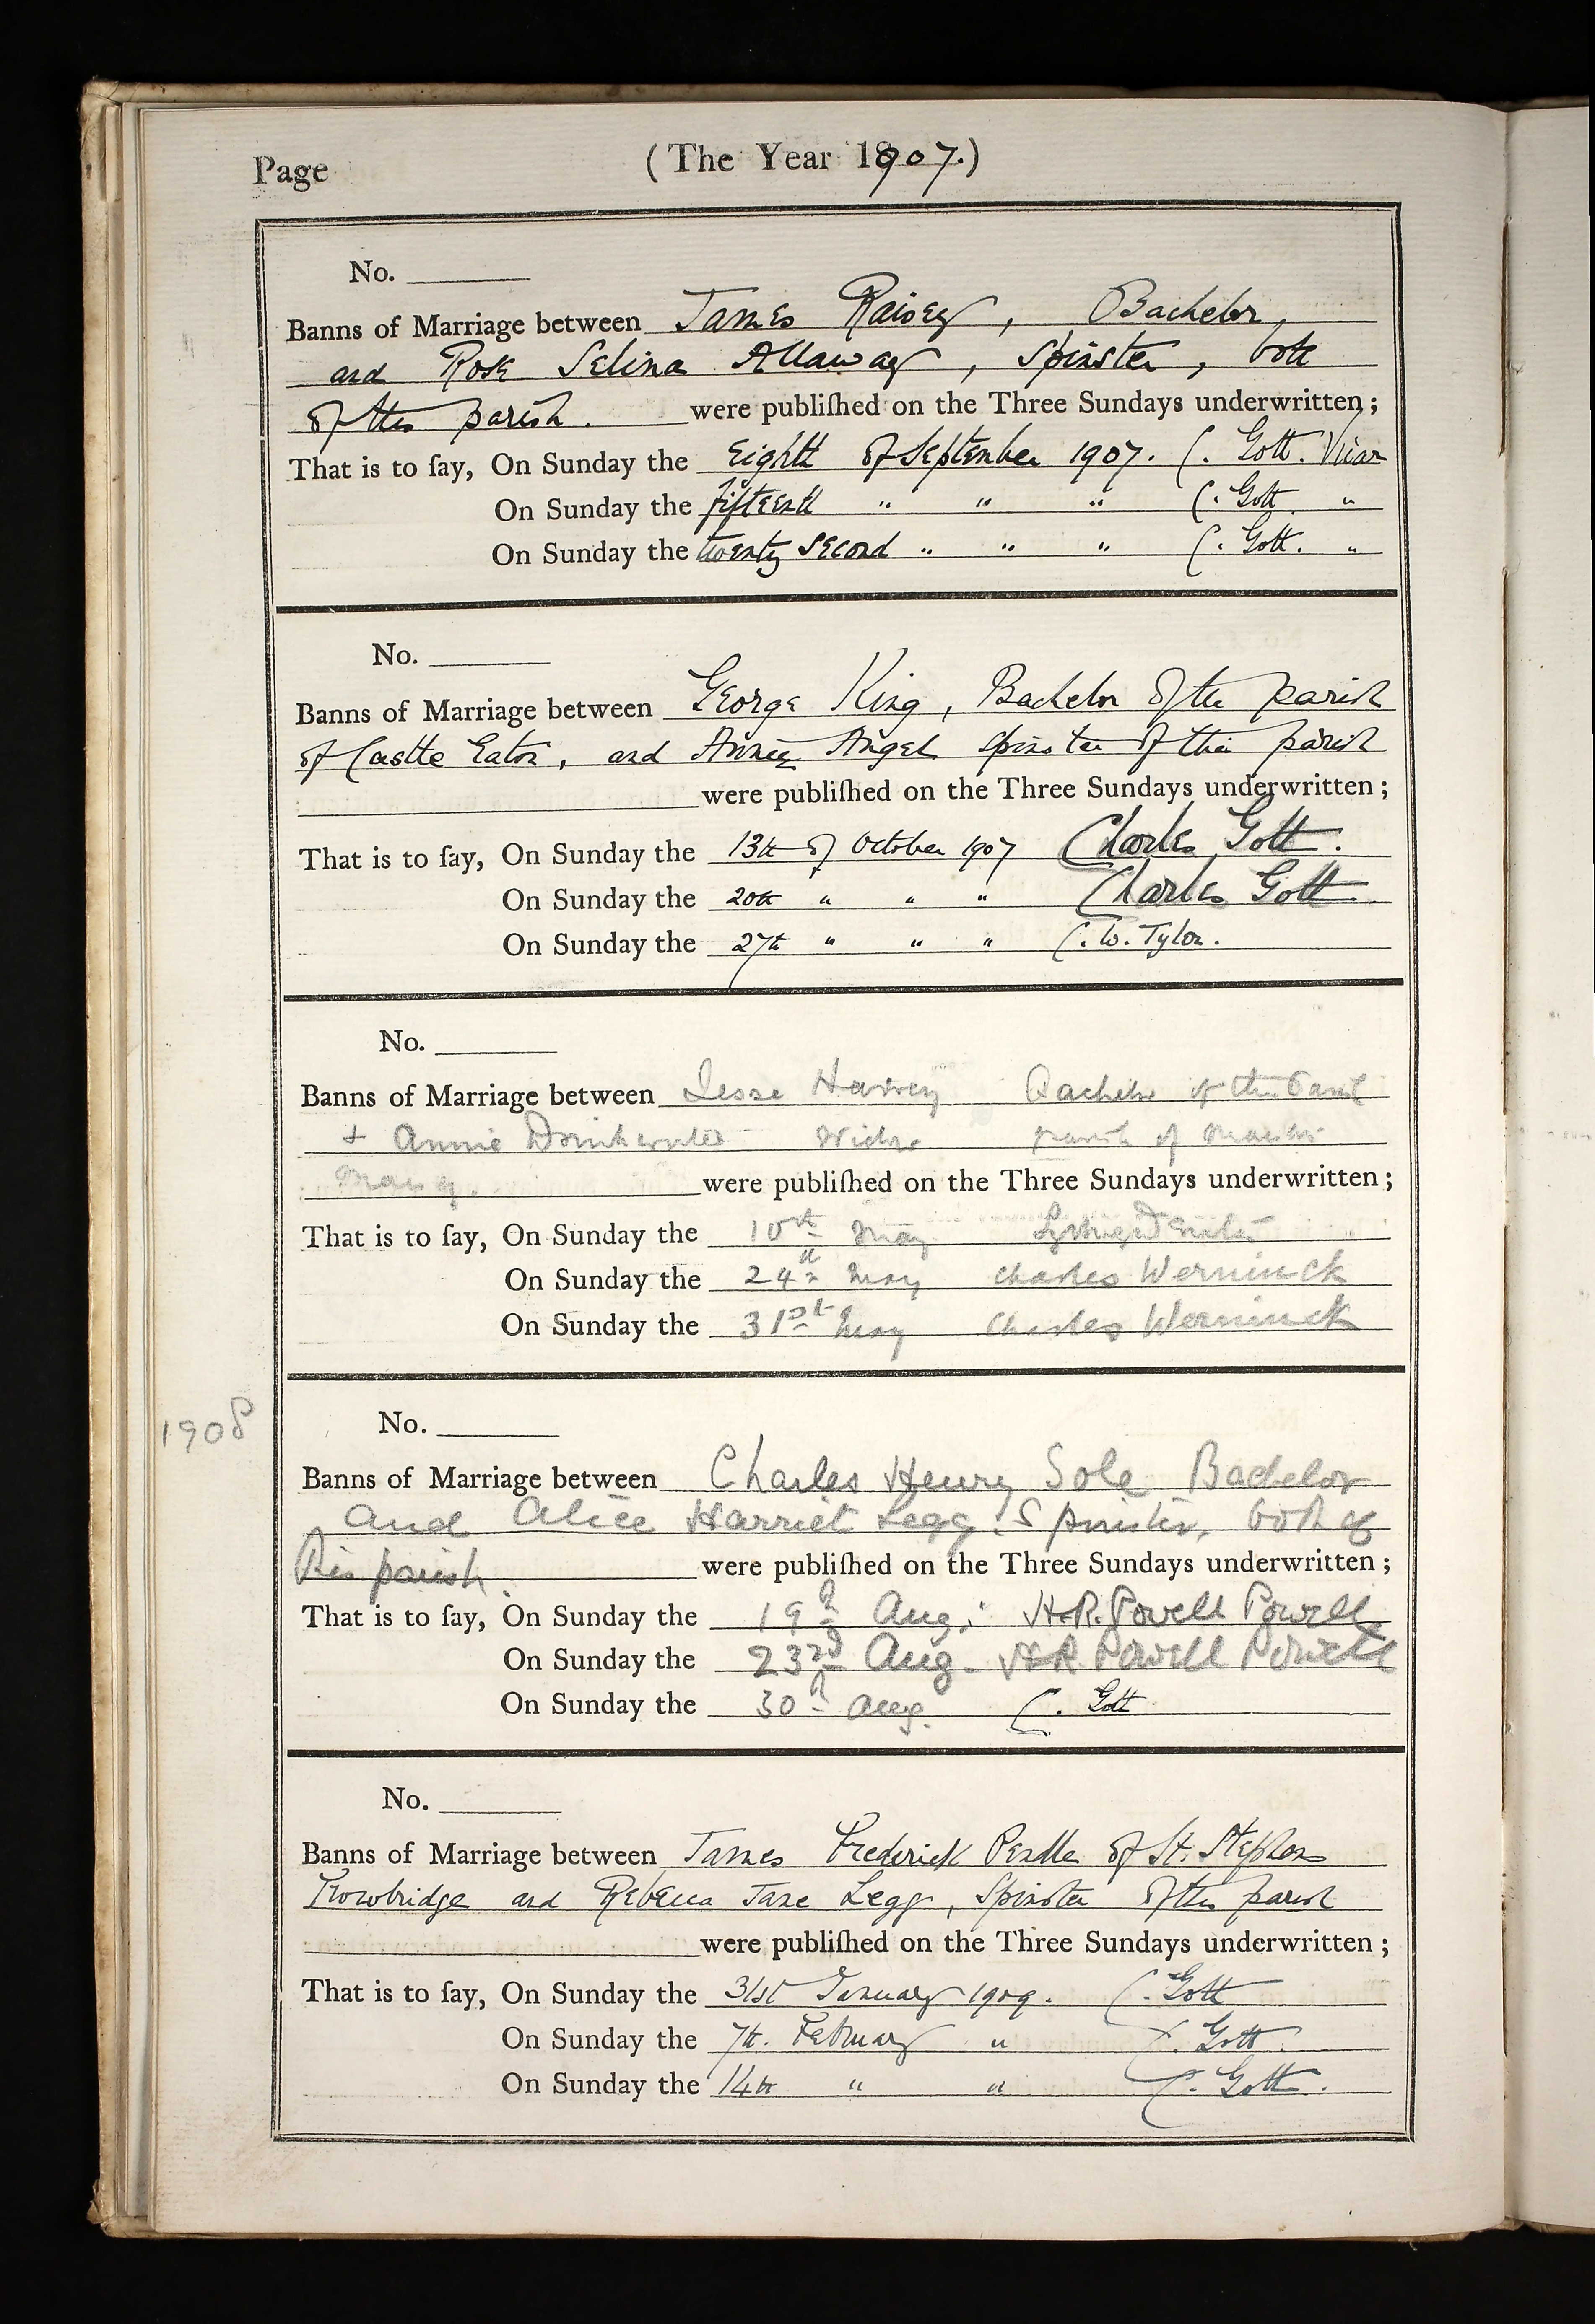 Page
(The Year 1907.)
No.
Banns of Marriage between James Raisey, Bachelor,
and Rose Selina Allaway, Spinster, both
of this parish. were publiſhed on the Three Sundays underwritten;
That is to ſay, On Sunday the Eighth of September 1907. C. Gott. Vicar
On Sunday the fifteenth " " " C. Gott. "
On Sunday the twenty second " " " C. Gott. "
No.
Banns of Marriage between George King, Bachelor of the parish
of Castle Eaton, and Annie Angel spinster of this parish
were publiſhed on the Three Sundays underwritten;
That is to ſay, On Sunday the 13th of October 1907 Charles Gott.
On Sunday the 20th " " " Charles Gott.
On Sunday the 27th " " " C. W. Tylor.
No.
Banns of Marriage between Jesse Harvey Bachelor of this
+ Annie Drinkwater Widow parish of
were publiſhed on the Three Sundays underwritten;
That is to ſay, On Sunday the 10th May
On Sunday the 24th May Charles Werninck
On Sunday the 31st May Charles Werninck
1908
No.
Banns of Marriage between Charles Henry Sole Bachelor
and Alice Harriet Legg Spinster, both of
this parish. were publiſhed on the Three Sundays underwritten;
That is to ſay, On Sunday the 19th Aug: H.R. Powell Powell
On Sunday the 23rd Aug. H.R. Powell Powell
On Sunday the 30th Aug. C. Gott
No.
Banns of Marriage between James Frederick Pendle of St. Stephens
Trowbridge and Rebecca Jane Legg, Spinster of this parish
were publiſhed on the Three Sundays underwritten;
That is to ſay, On Sunday the 31st January 1909. C. Gott
On Sunday the 7th. February " C. Gott.
On Sunday the 14th " " C. Gott.